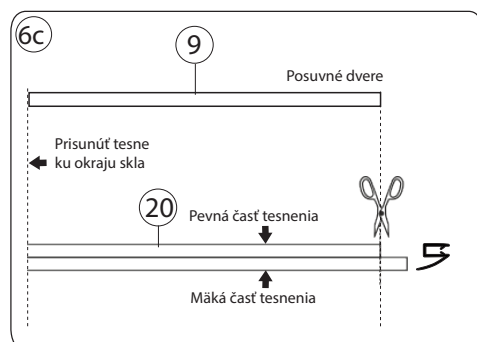 6c
9
Posuvné dvere
Prisunúť tesne
ku okraju skla
20
Pevná časť tesnenia
Mäká časť tesnenia